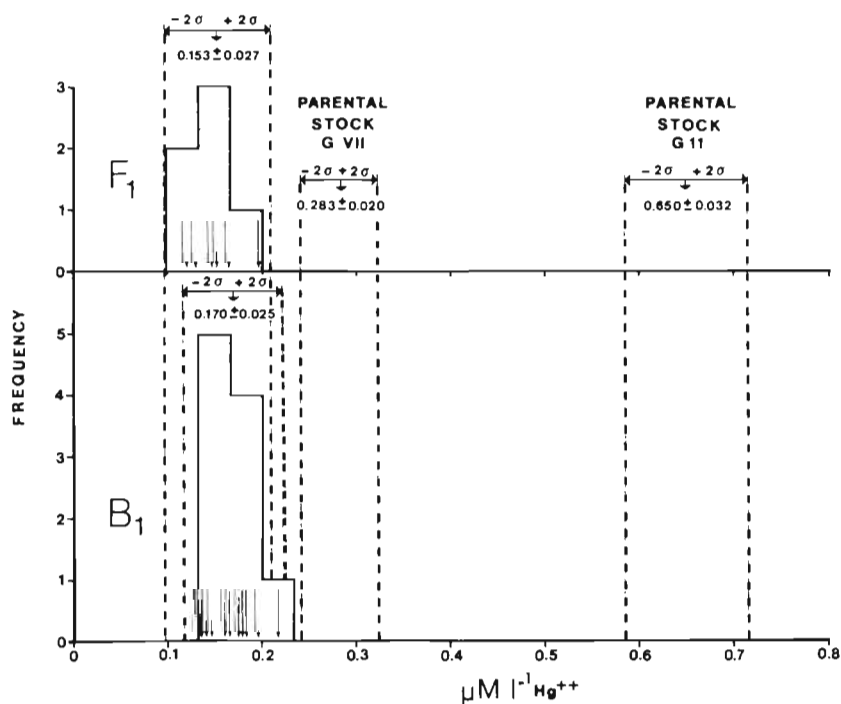 -2σ +2σ
0.153±0.027
3
2
1
0
F1
PARENTAL
STOCK
G VII
-2σ +2σ
0.283±0.020
PARENTAL
STOCK
G 11
-2σ +2σ
0.650±0.032
-2σ +2σ
0.170±0.025
5
4
3
2
1
0
B1
FREQUENCY
0 0.1 0.2 0.3 0.4 0.5 0.6 0.7 0.8
μM l⁻¹ Hg⁺⁺